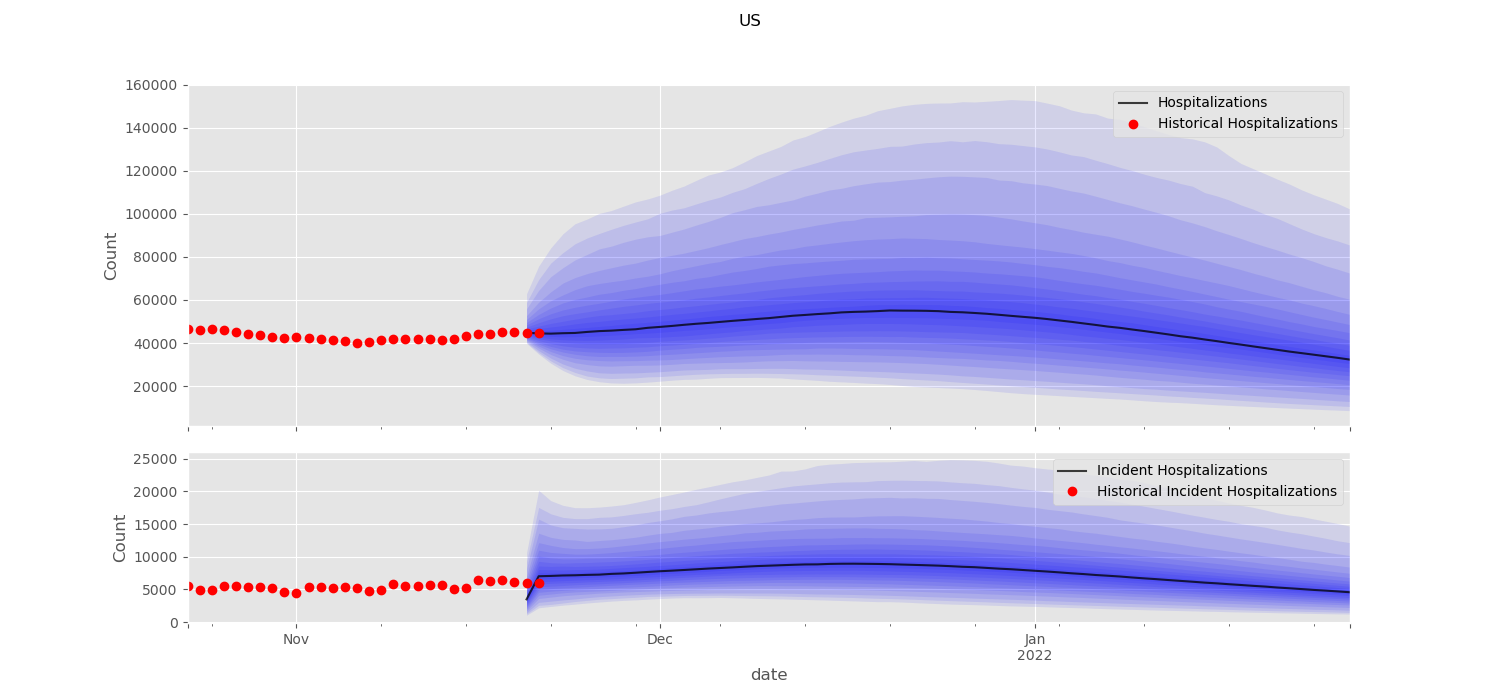 US
160000
140000
120000
100000
80000
60000
40000
20000
Count
Hospitalizations
Historical Hospitalizations
25000
20000
15000
10000
5000
0
Count
Incident Hospitalizations
Historical Incident Hospitalizations
Nov
Dec
Jan
2022
date